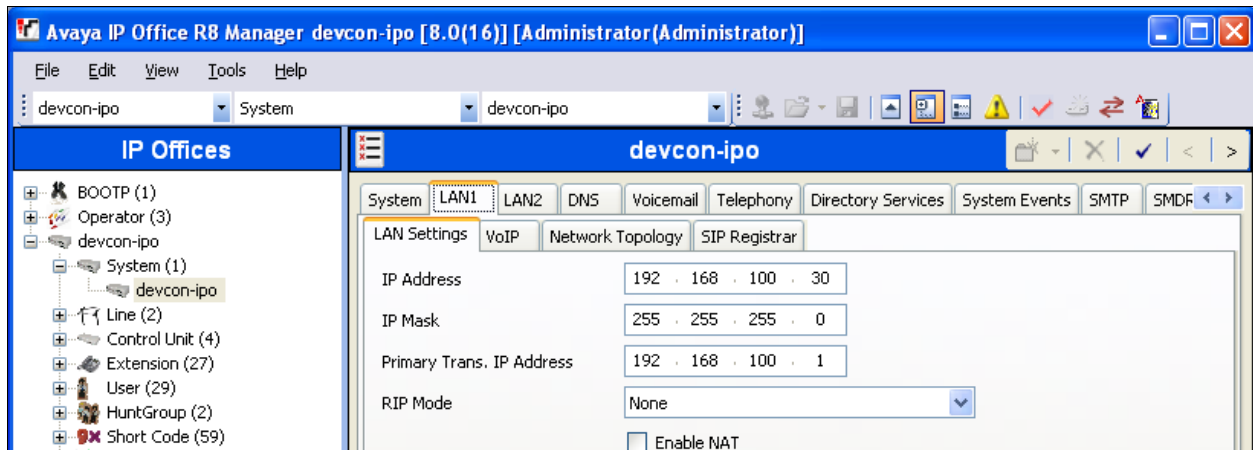 Avaya IP Office R8 Manager devcon-ipo [8.0(16)] [Administrator(Administrator)]
File Edit View Tools Help
devcon-ipo System devcon-ipo
IP Offices
BOOTP (1)
Operator (3)
devcon-ipo
System (1)
devcon-ipo
Line (2)
Control Unit (4)
Extension (27)
User (29)
HuntGroup (2)
Short Code (59)
devcon-ipo
System LAN1 LAN2 DNS Voicemail Telephony Directory Services System Events SMTP SMDR
LAN Settings VoIP Network Topology SIP Registrar
IP Address 192 . 168 . 100 . 30
IP Mask 255 . 255 . 255 . 0
Primary Trans. IP Address 192 . 168 . 100 . 1
RIP Mode None
Enable NAT